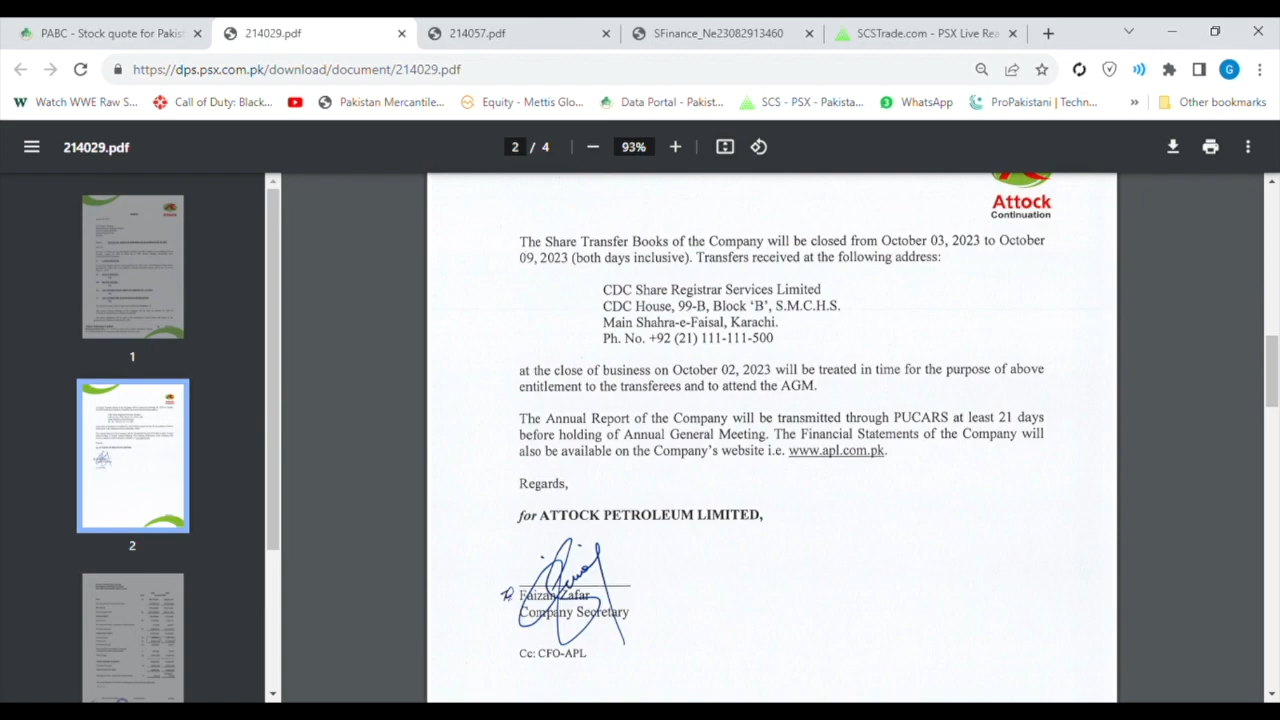 PABC - Stock quote for Pakis
214029.pdf
214057.pdf
SFinance_Ne23082913460
SCSTrade.com - PSX Live Rea
https://dps.psx.com.pk/download/document/214029.pdf
G
Watch WWE Raw S...
Call of Duty: Black...
Pakistan Mercantile...
Equity - Mettis Glo...
Data Portal - Pakist...
SCS - PSX - Pakista...
WhatsApp
ProPakistani | Techn...
»
Other bookmarks
214029.pdf
2 / 4
93%
1
2
Attock
Continuation
The Share Transfer Books of the Company will be closed from October 03, 2023 to October
09, 2023 (both days inclusive). Transfers received at the following address:
CDC Share Registrar Services Limited
CDC House, 99-B, Block ‘B’, S.M.C.H.S.
Main Shahra-e-Faisal, Karachi.
Ph. No. +92 (21) 111-111-500
at the close of business on October 02, 2023 will be treated in time for the purpose of above
entitlement to the transferees and to attend the AGM.
The Annual Report of the Company will be transmitted through PUCARS at least 21 days
before holding of Annual General Meeting. The Financial Statements of the Company will
also be available on the Company’s website i.e. www.apl.com.pk.
Regards,
for ATTOCK PETROLEUM LIMITED,
Faizan Zafar
Company Secretary
Cc: CFO-APL